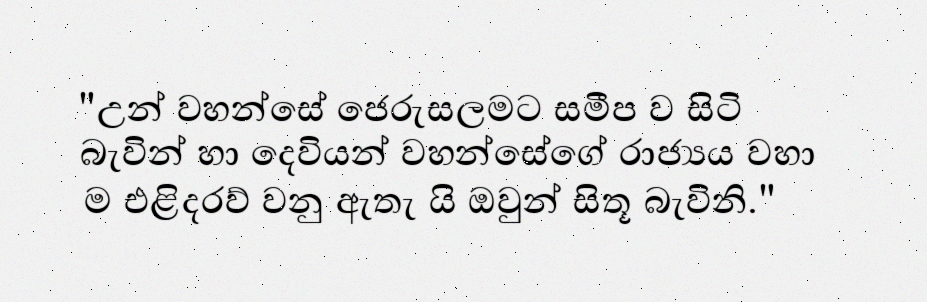 "උන් වහන්සේ ජෙරුසලමට සමීප ව සිටි
බැවින් හා දෙවියන් වහන්සේගේ රාජ්‍යය වහා
ම එළිදරව් වනු ඇතැ යි ඔවුන් සිතූ බැවිනි."